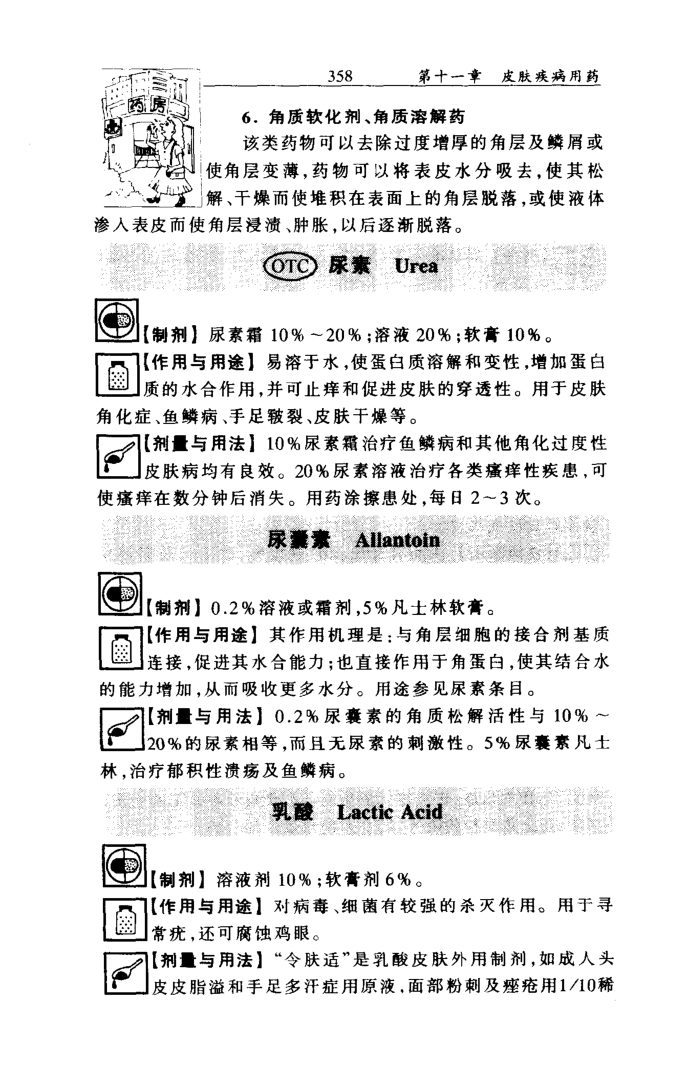 358 第十一章 皮肤疾病用药
药房
6．角质软化剂、角质溶解药
该类药物可以去除过度增厚的角层及鳞屑或
使角层变薄,药物可以将表皮水分吸去,使其松
解、干燥而使堆积在表面上的角层脱落,或使液体
渗入表皮而使角层浸渍、肿胀,以后逐渐脱落。
OTC 尿素 Urea
【制剂】尿素霜 10%~20%;溶液 20%;软膏 10%。
【作用与用途】易溶于水,使蛋白质溶解和变性,增加蛋白
质的水合作用,并可止痒和促进皮肤的穿透性。用于皮肤
角化症、鱼鳞病、手足皲裂、皮肤干燥等。
【剂量与用法】10%尿素霜治疗鱼鳞病和其他角化过度性
皮肤病均有良效。20%尿素溶液治疗各类瘙痒性疾患,可
使瘙痒在数分钟后消失。用药涂擦患处,每日 2~3 次。
尿囊素 Allantoin
【制剂】0.2%溶液或霜剂,5%凡士林软膏。
【作用与用途】其作用机理是:与角层细胞的接合剂基质
连接,促进其水合能力;也直接作用于角蛋白,使其结合水
的能力增加,从而吸收更多水分。用途参见尿素条目。
【剂量与用法】0.2%尿囊素的角质松解活性与 10%~
20%的尿素相等,而且无尿素的刺激性。5%尿囊素凡士
林,治疗郁积性溃疡及鱼鳞病。
乳酸 Lactic Acid
【制剂】溶液剂 10%;软膏剂 6%。
【作用与用途】对病毒、细菌有较强的杀灭作用。用于寻
常疣,还可腐蚀鸡眼。
【剂量与用法】“令肤适”是乳酸皮肤外用制剂,如成人头
皮皮脂溢和手足多汗症用原液,面部粉刺及痤疮用1/10稀